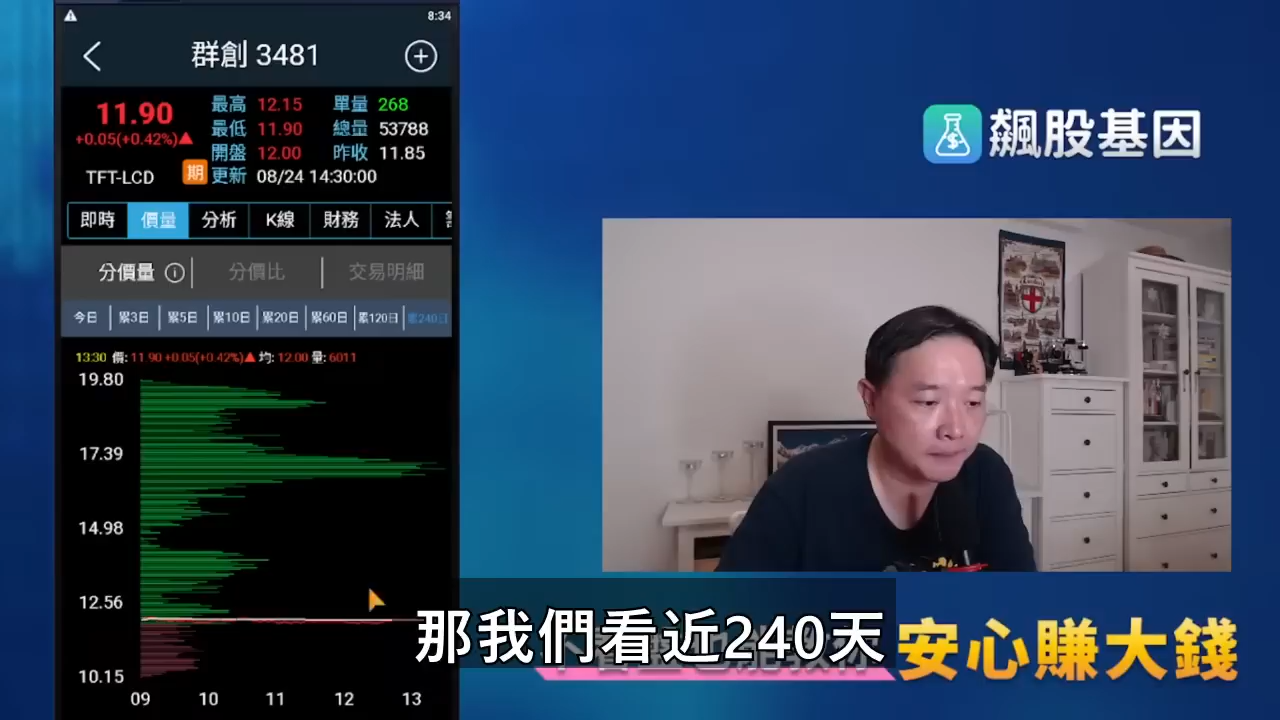 8:34
群創 3481
11.90
+0.05(+0.42%)▲
TFT-LCD
期
最高 12.15 單量 268
最低 11.90 總量 53788
開盤 12.00 昨收 11.85
更新 08/24 14:30:00
即時 價量 分析 K線 財務 法人
分價量 分價比 交易明細
今日 累3日 累5日 累10日 累20日 累60日 累120日 累240日
13:30 價: 11.90 +0.05(+0.42%)▲ 均: 12.00 量: 6011
19.80
17.39
14.98
12.56
10.15
09 10 11 12 13
飆股基因
那我們看近240天
安心賺大錢